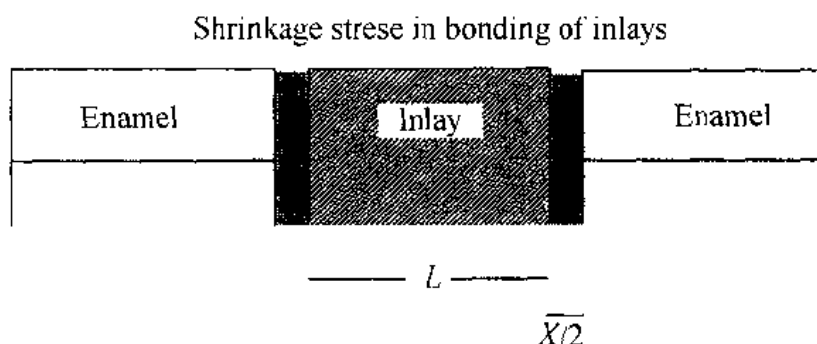 Shrinkage strese in bonding of inlays
Enamel
Inlay
Enamel
L
X/2